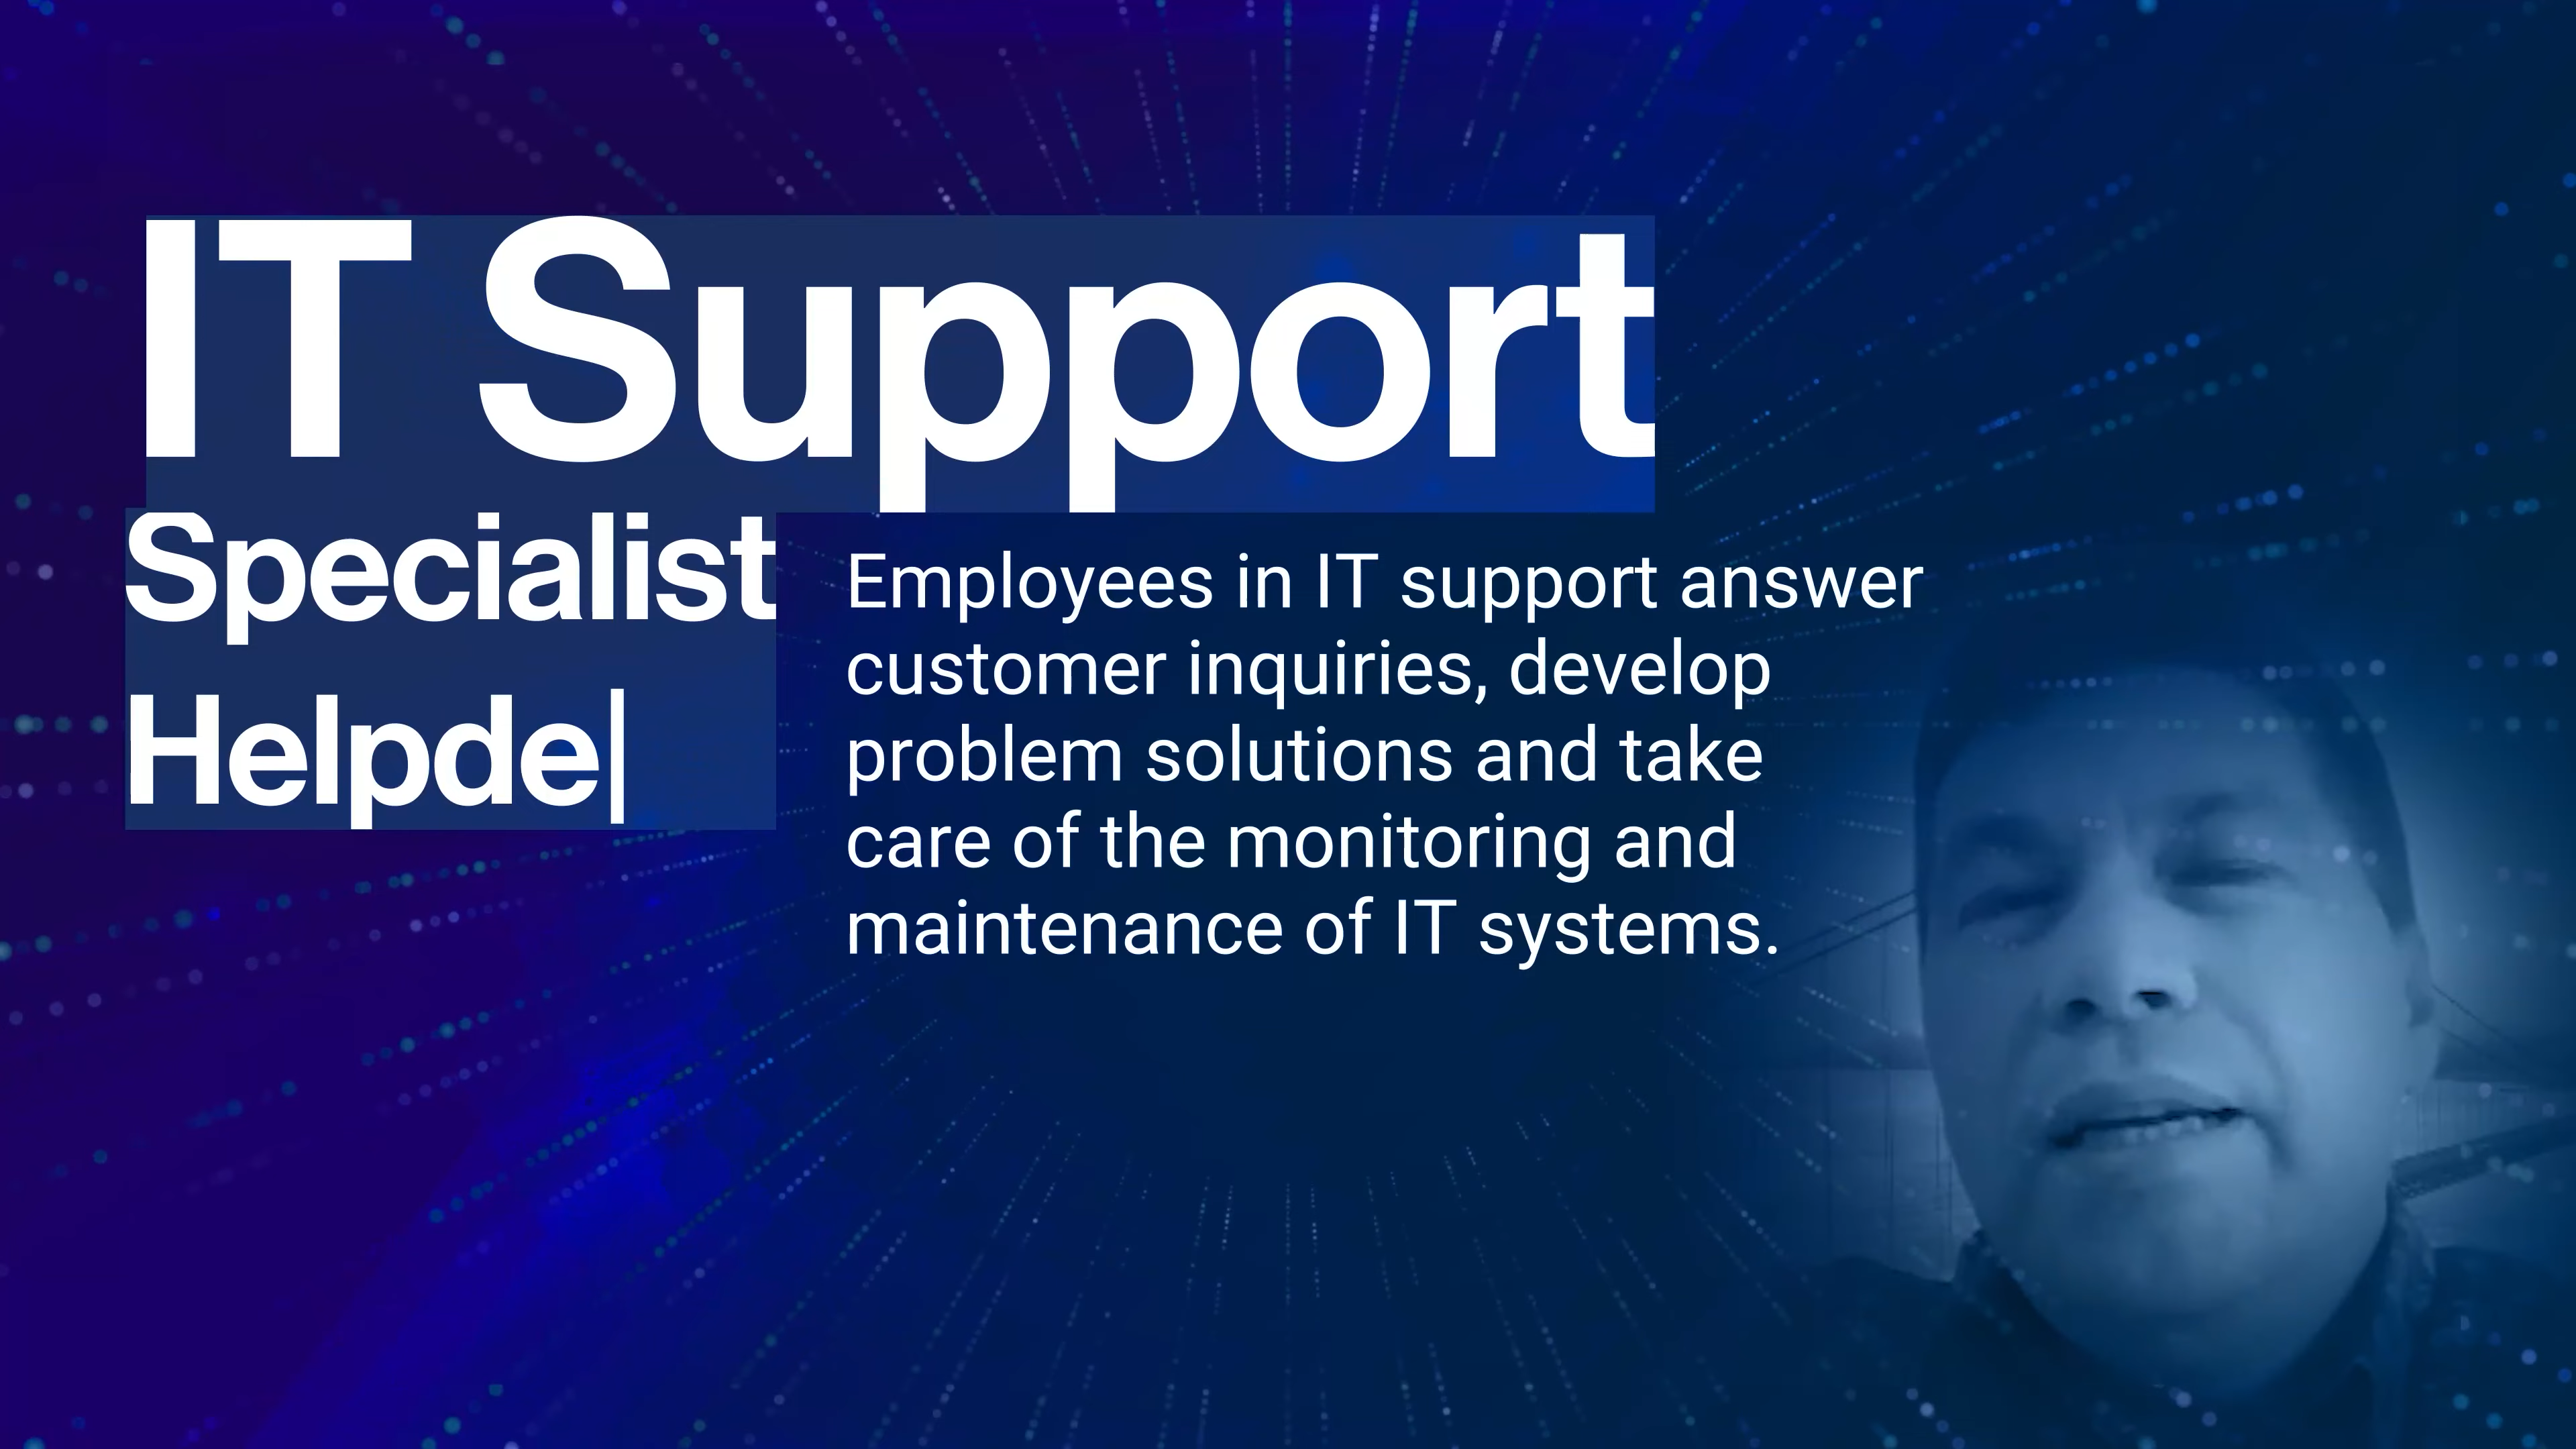 IT Support
Specialist
Helpde|
Employees in IT support answer
customer inquiries, develop
problem solutions and take
care of the monitoring and
maintenance of IT systems.